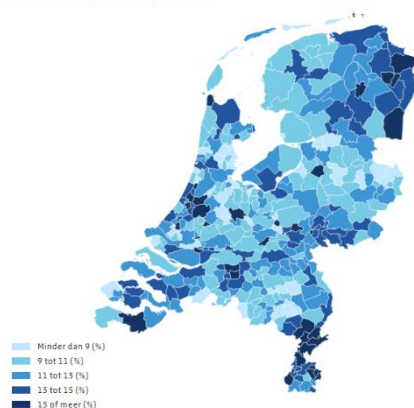 Minder dan 9 (%)
9 tot 11 (%)
11 tot 13 (%)
13 tot 15 (%)
15 of meer (%)